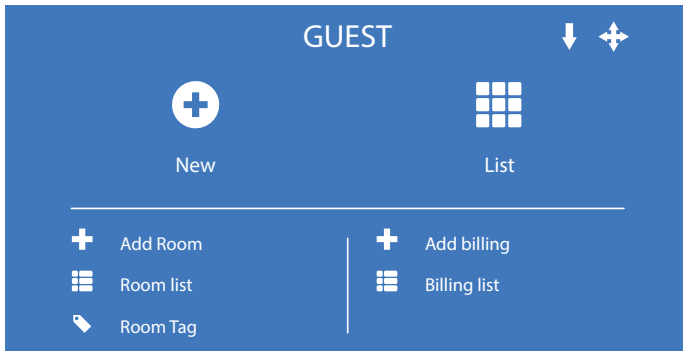 GUEST
New
List
Add Room
Room list
Room Tag
Add billing
Billing list